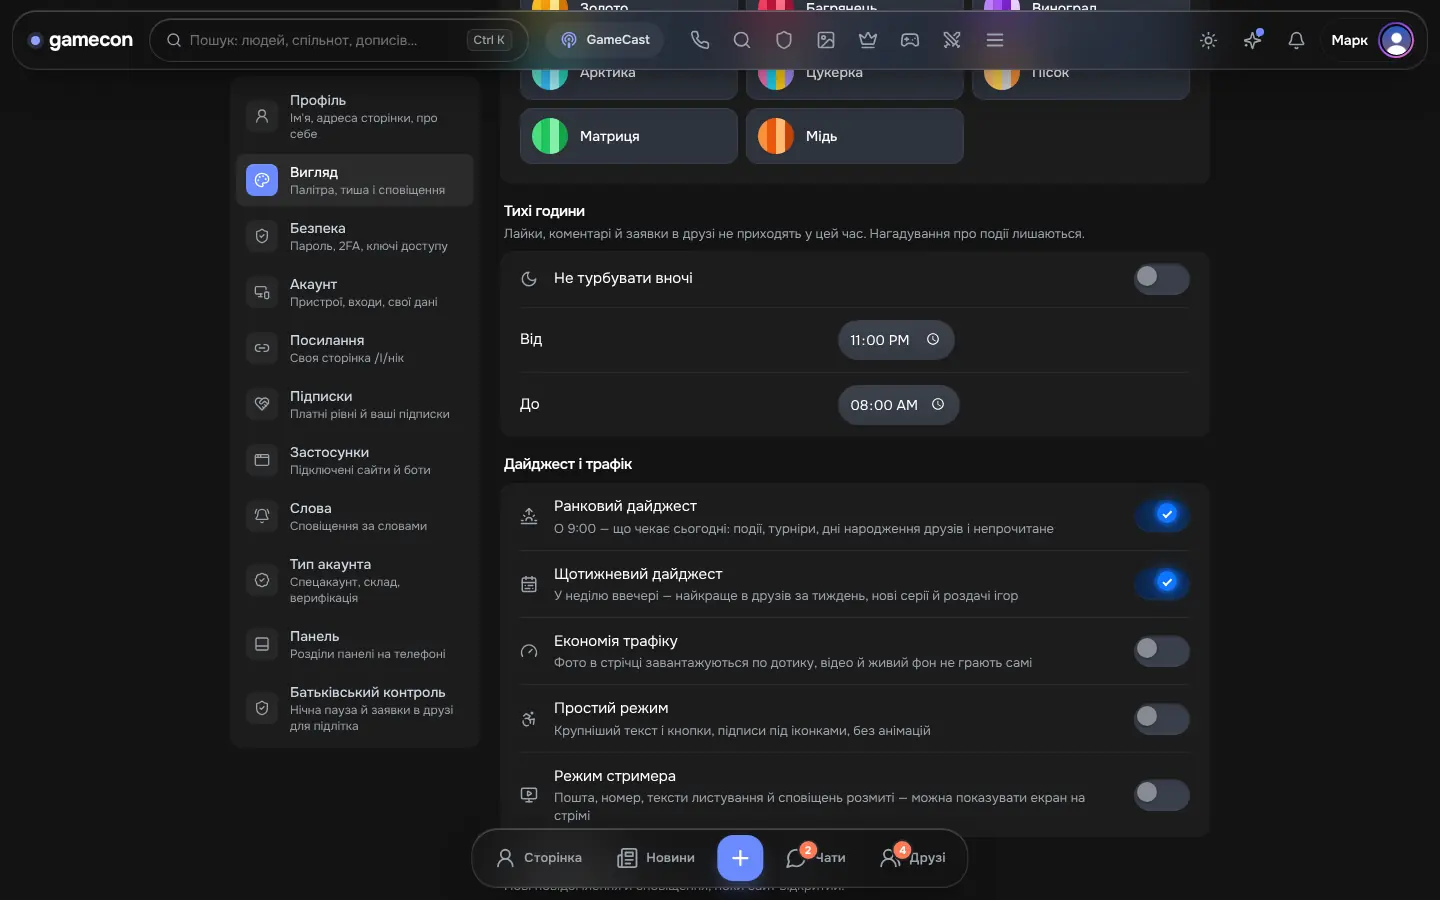 gamecon
Пошук: людей, спільнот, дописів...
Ctrl K
GameCast
Марк
Золото
Багрянець
Виноград
Арктика
Цукерка
Пісок
Матриця
Мідь
Профіль
Ім'я, адреса сторінки, про
себе
Вигляд
Палітра, тиша і сповіщення
Безпека
Пароль, 2FA, ключі доступу
Акаунт
Пристрої, входи, свої дані
Посилання
Своя сторінка /l/нік
Підписки
Платні рівні й ваші підписки
Застосунки
Підключені сайти й боти
Слова
Сповіщення за словами
Тип акаунта
Спецакаунт, склад,
верифікація
Панель
Розділи панелі на телефоні
Батьківський контроль
Нічна пауза й заявки в друзі
для підлітка
Тихі години
Лайки, коментарі й заявки в друзі не приходять у цей час. Нагадування про події лишаються.
Не турбувати вночі
Від
11:00 PM
До
08:00 AM
Дайджест і трафік
Ранковий дайджест
О 9:00 — що чекає сьогодні: події, турніри, дні народження друзів і непрочитане
Щотижневий дайджест
У неділю ввечері — найкраще в друзів за тиждень, нові серії й роздачі ігор
Економія трафіку
Фото в стрічці завантажуються по дотику, відео й живий фон не грають самі
Простий режим
Крупніший текст і кнопки, підписи під іконками, без анімацій
Режим стримера
Пошта, номер, тексти листування й сповіщень розмиті — можна показувати екран на
стрімі
Сторінка
Новини
2
Чати
4
Друзі